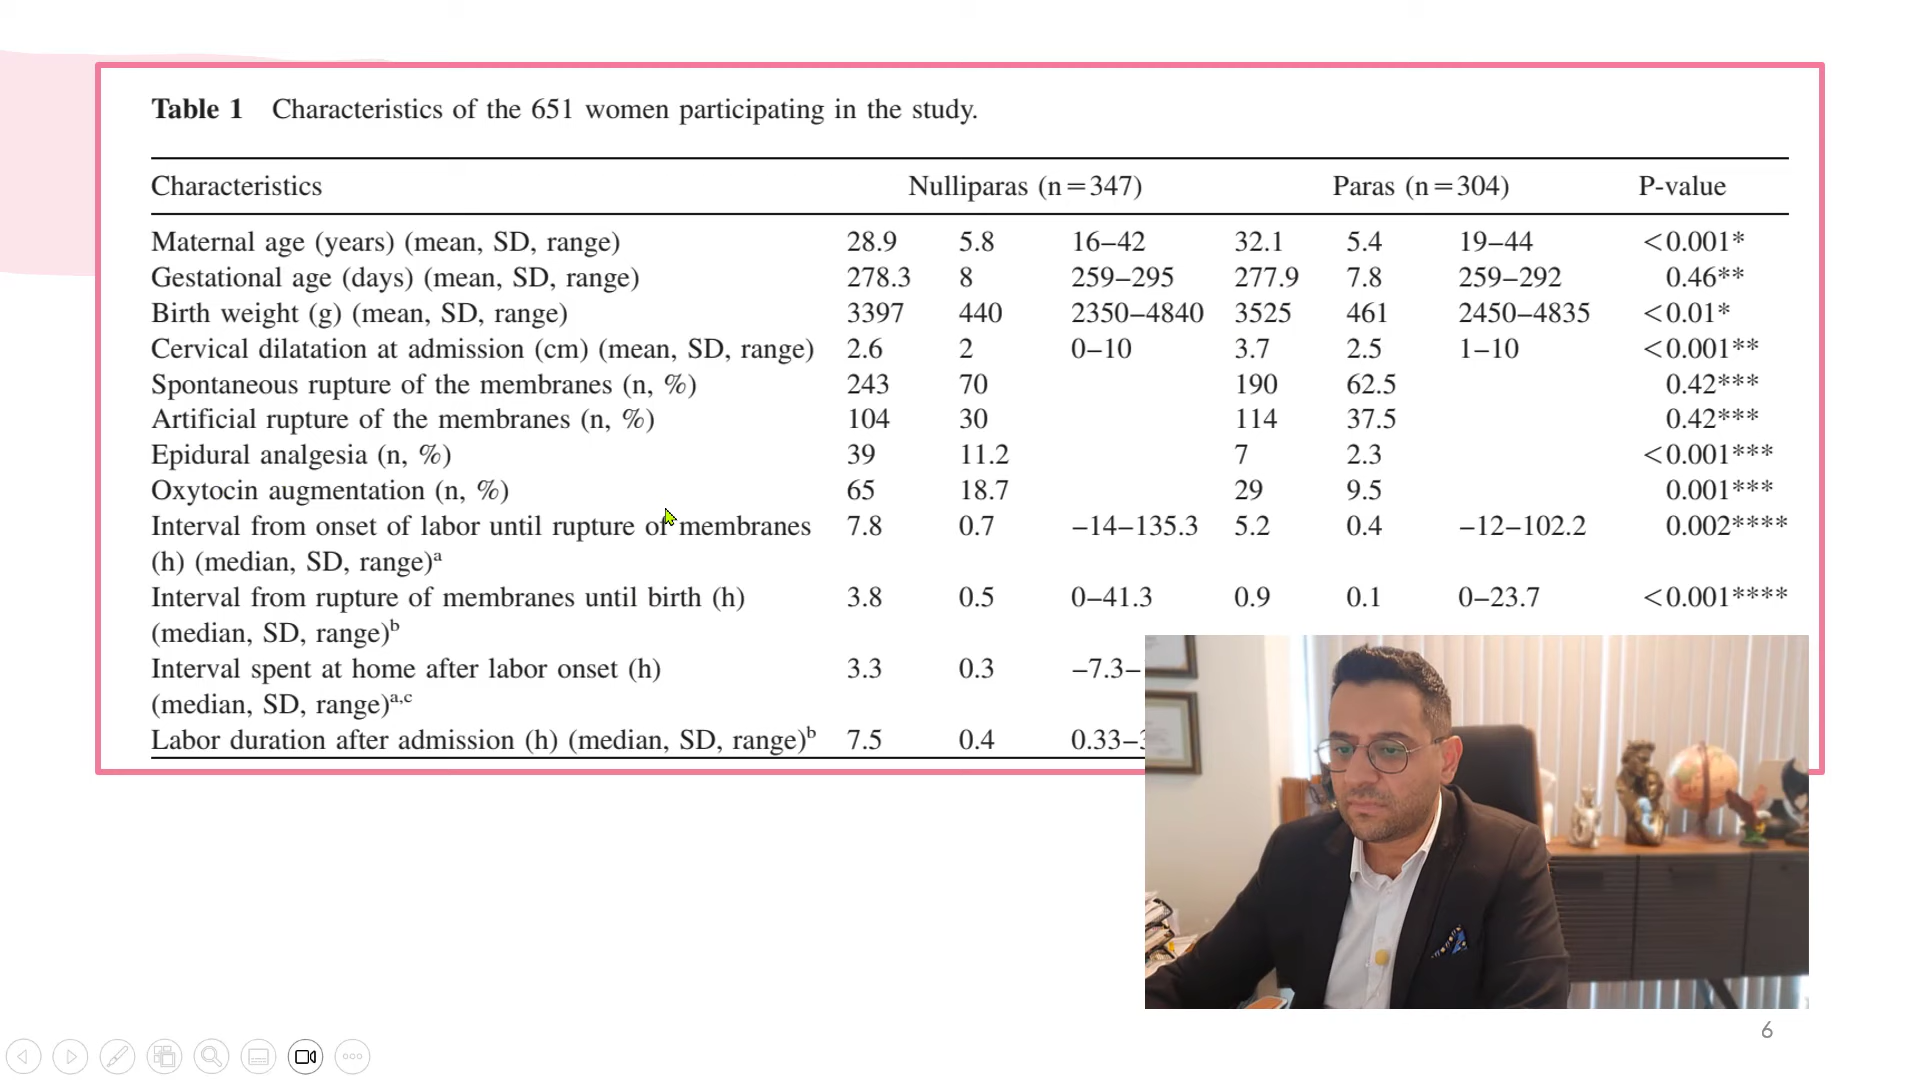 Table 1 Characteristics of the 651 women participating in the study.
Characteristics Nulliparas (n=347) Paras (n=304) P-value
Maternal age (years) (mean, SD, range) 28.9 5.8 16–42 32.1 5.4 19–44 <0.001*
Gestational age (days) (mean, SD, range) 278.3 8 259–295 277.9 7.8 259–292 0.46**
Birth weight (g) (mean, SD, range) 3397 440 2350–4840 3525 461 2450–4835 <0.01*
Cervical dilatation at admission (cm) (mean, SD, range) 2.6 2 0–10 3.7 2.5 1–10 <0.001**
Spontaneous rupture of the membranes (n, %) 243 70 190 62.5 0.42***
Artificial rupture of the membranes (n, %) 104 30 114 37.5 0.42***
Epidural analgesia (n, %) 39 11.2 7 2.3 <0.001***
Oxytocin augmentation (n, %) 65 18.7 29 9.5 0.001***
Interval from onset of labor until rupture of membranes 7.8 0.7 –14–135.3 5.2 0.4 –12–102.2 0.002****
(h) (median, SD, range)a
Interval from rupture of membranes until birth (h) 3.8 0.5 0–41.3 0.9 0.1 0–23.7 <0.001****
(median, SD, range)b
Interval spent at home after labor onset (h) 3.3 0.3 –7.3–
(median, SD, range)a,c
Labor duration after admission (h) (median, SD, range)b 7.5 0.4 0.33–
6